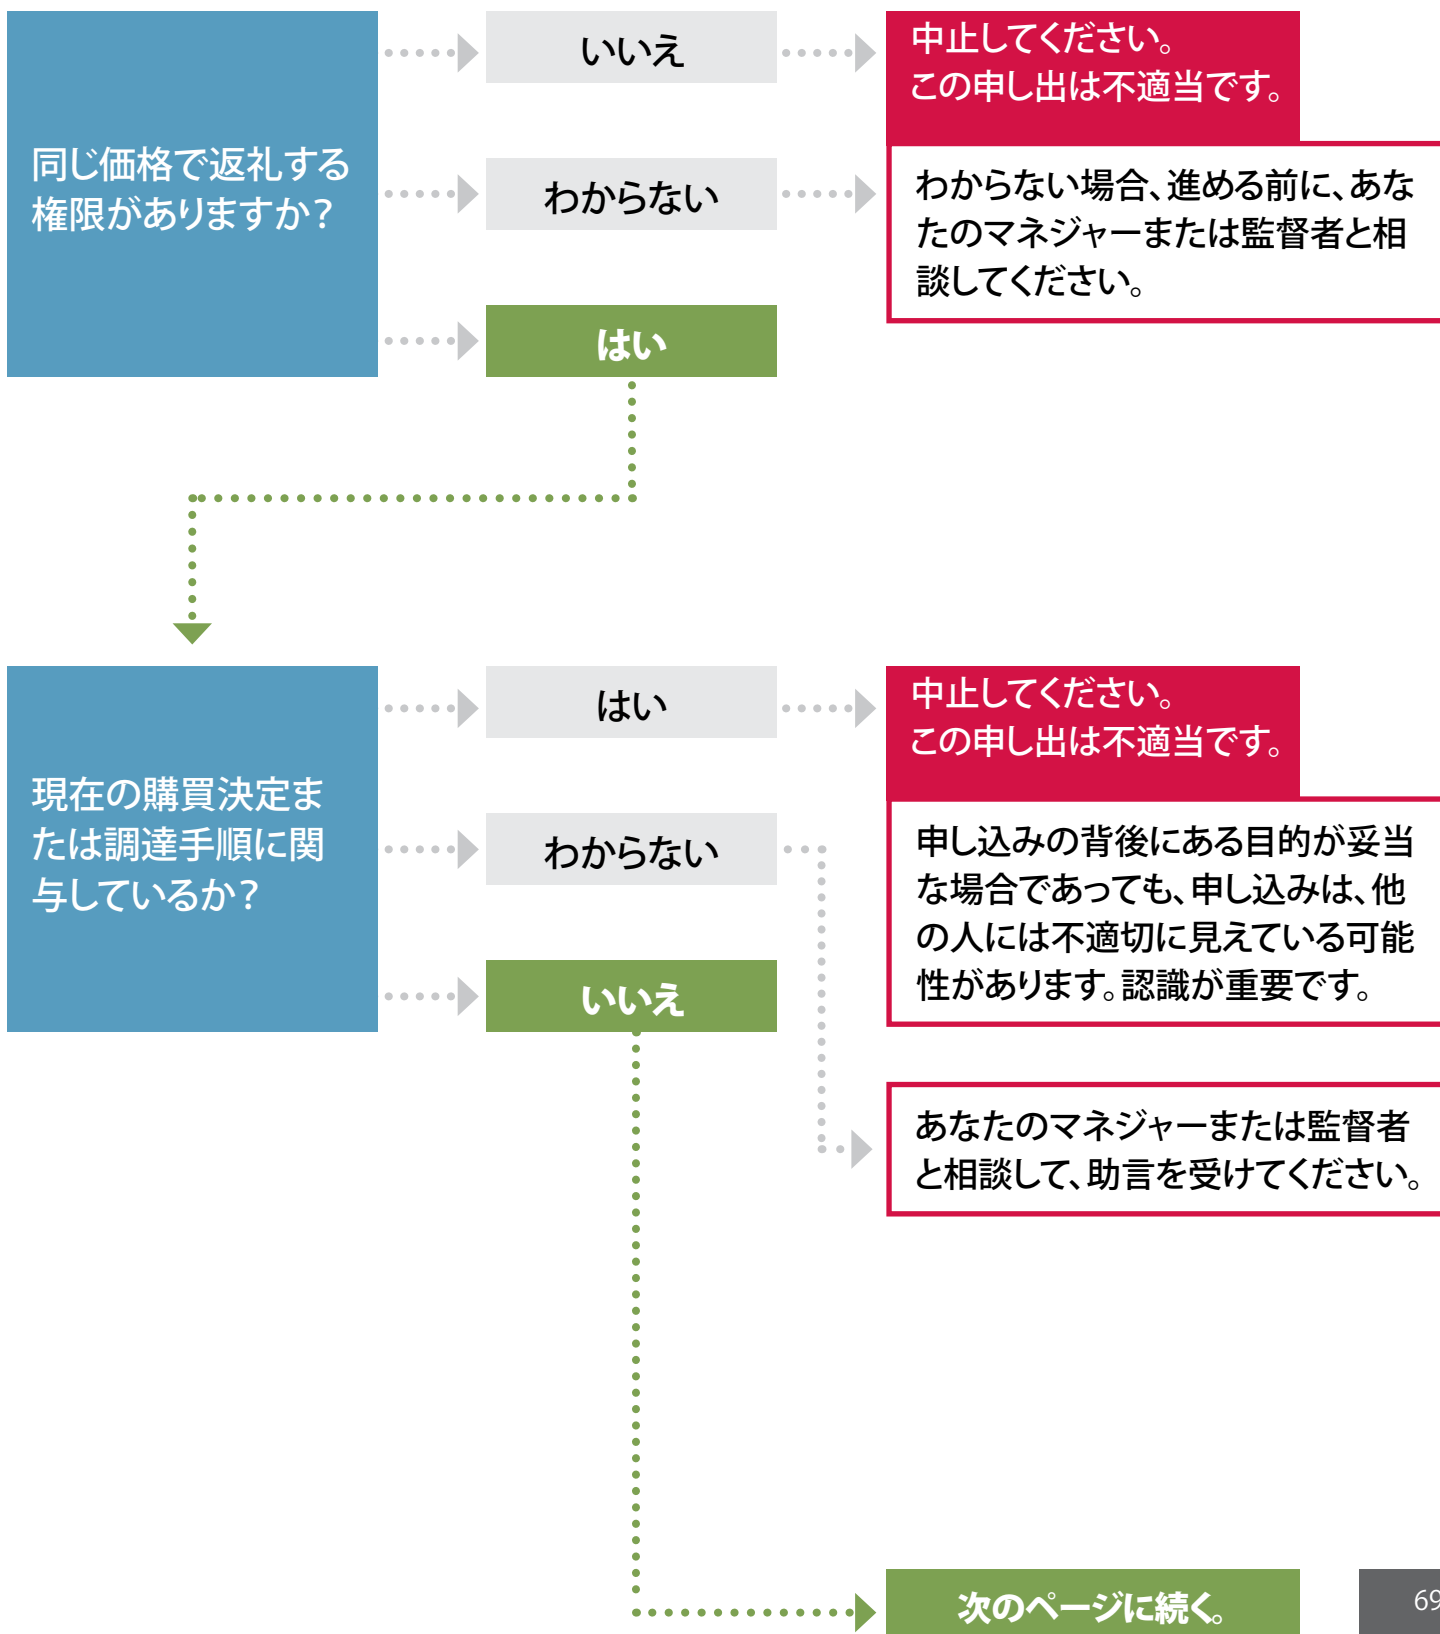 同じ価格で返礼する
権限がありますか？
いいえ
中止してください。
この申し出は不適当です。
わからない
わからない場合、進める前に、あな
たのマネジャーまたは監督者と相
談してください。
はい
現在の購買決定ま
たは調達手順に関
与しているか？
はい
中止してください。
この申し出は不適当です。
申し込みの背後にある目的が妥当
な場合であっても、申し込みは、他
の人には不適切に見えている可能
性があります。認識が重要です。
わからない
あなたのマネジャーまたは監督者
と相談して、助言を受けてください。
いいえ
次のページに続く。
69